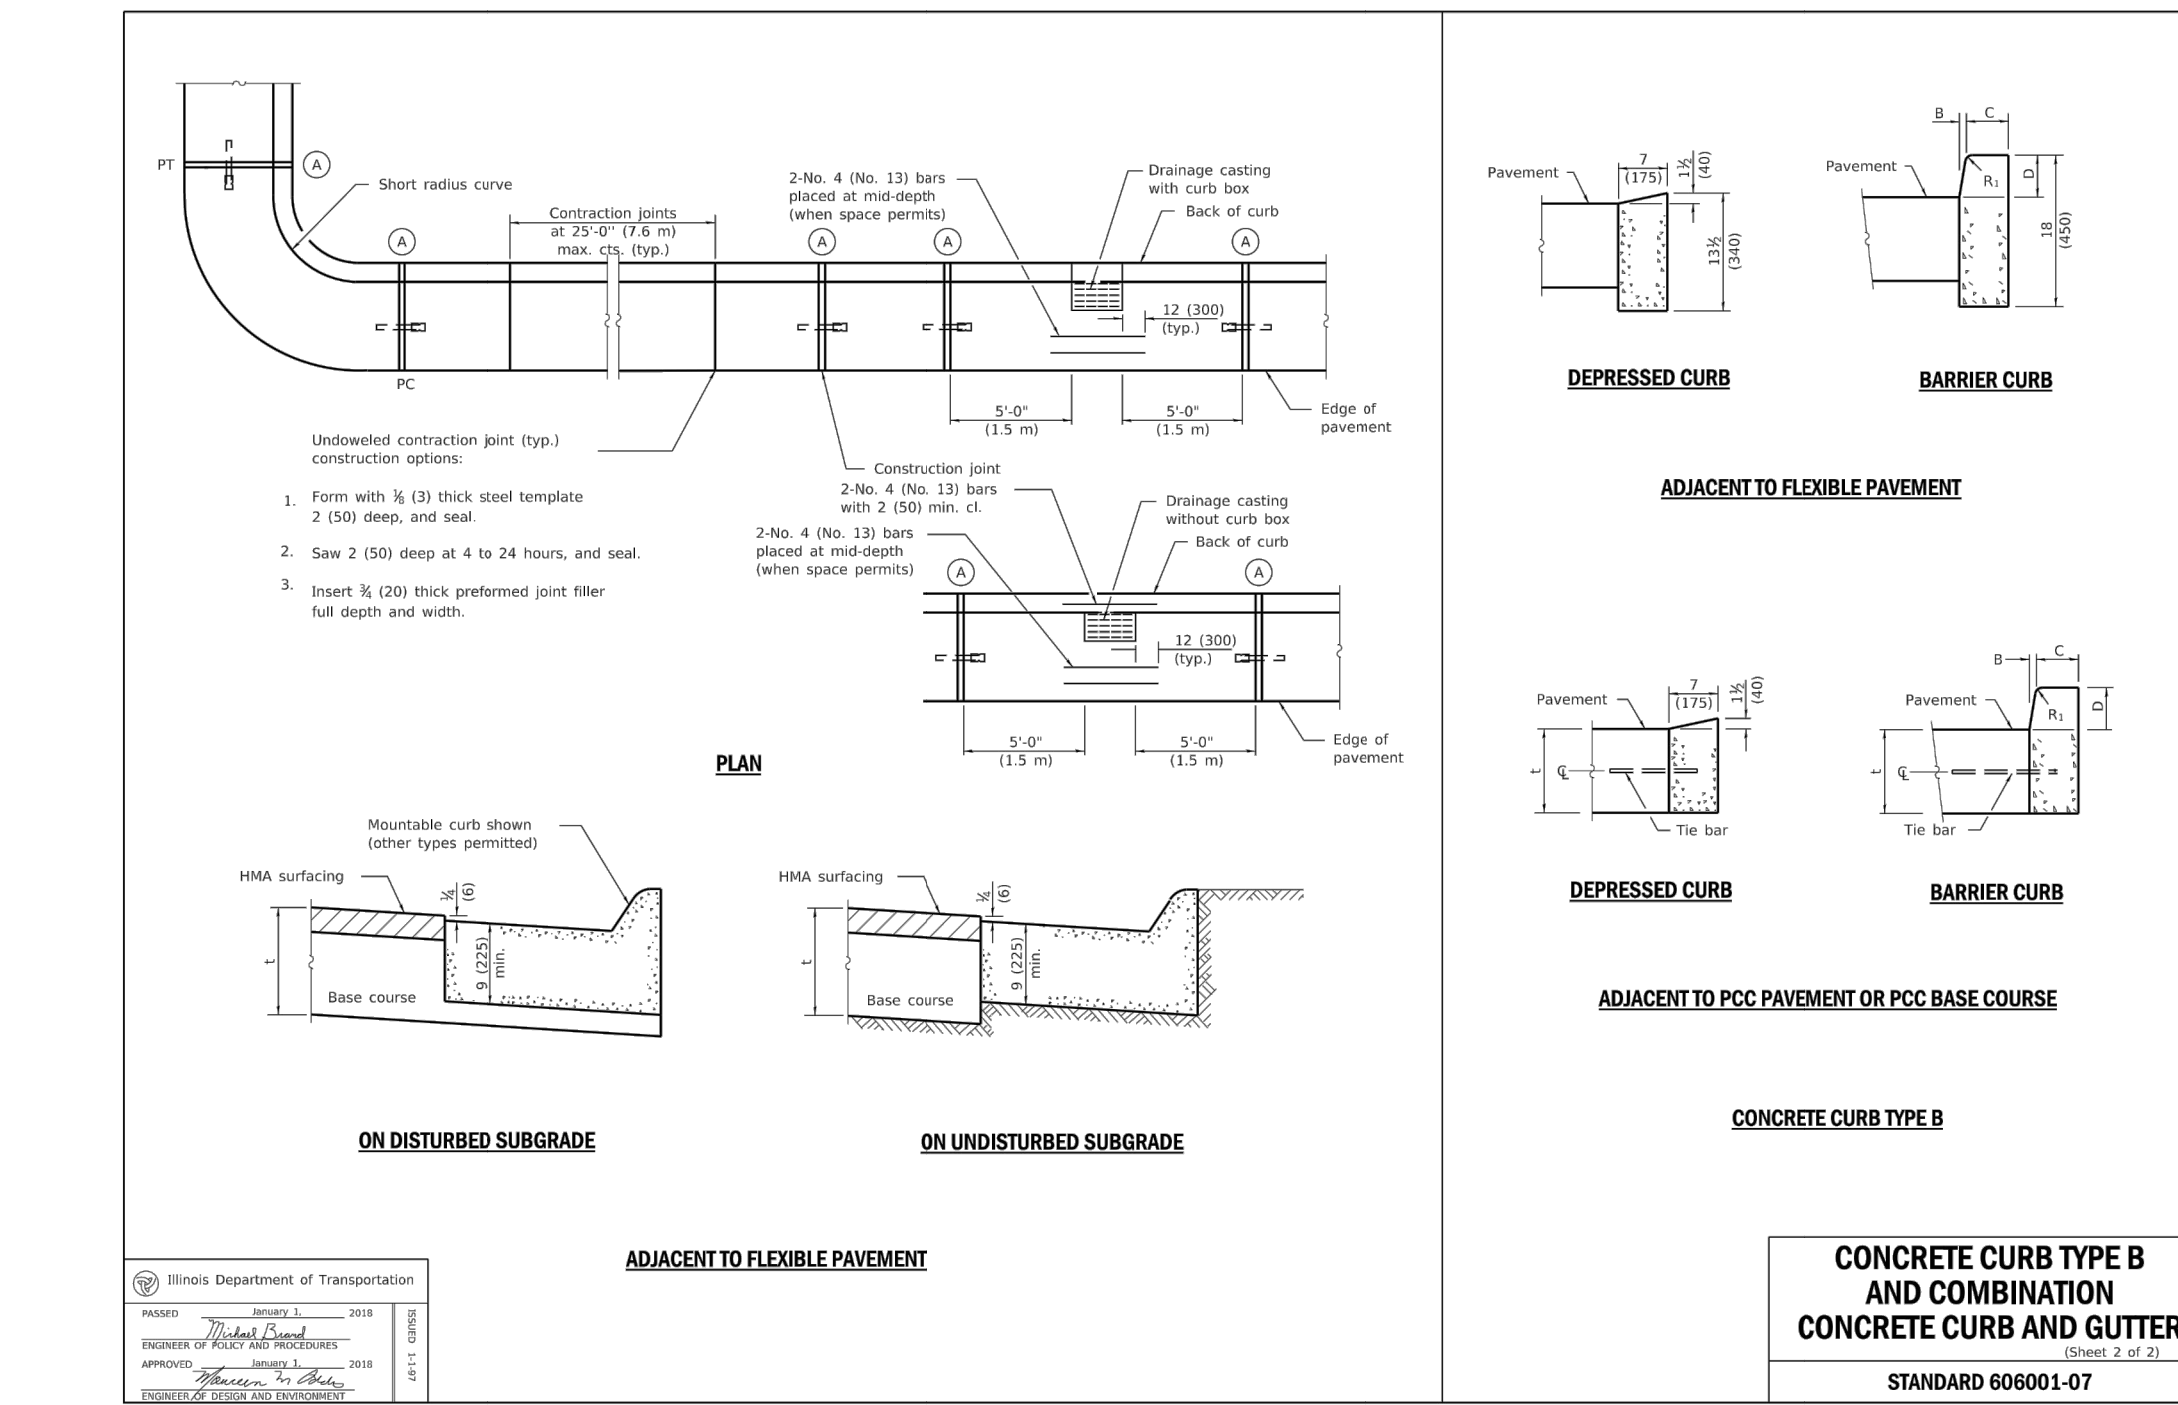 PT
A
Short radius curve
Contraction joints
at 25'-0'' (7.6 m)
max. cts. (typ.)
2-No. 4 (No. 13) bars
placed at mid-depth
(when space permits)
Drainage casting
with curb box
Back of curb
A
A
A
A
12 (300)
(typ.)
PC
5'-0"
(1.5 m)
5'-0"
(1.5 m)
Edge of
pavement
Undoweled contraction joint (typ.)
construction options:
1. Form with ⅛ (3) thick steel template
2 (50) deep, and seal.
2. Saw 2 (50) deep at 4 to 24 hours, and seal.
3. Insert ¾ (20) thick preformed joint filler
full depth and width.
Construction joint
2-No. 4 (No. 13) bars
with 2 (50) min. cl.
2-No. 4 (No. 13) bars
placed at mid-depth
(when space permits)
Drainage casting
without curb box
Back of curb
A
A
12 (300)
(typ.)
5'-0"
(1.5 m)
5'-0"
(1.5 m)
Edge of
pavement
PLAN
Mountable curb shown
(other types permitted)
HMA surfacing
¼
(6)
t
9 (225)
min.
Base course
ON DISTURBED SUBGRADE
HMA surfacing
¼
(6)
t
9 (225)
min.
Base course
ON UNDISTURBED SUBGRADE
ADJACENT TO FLEXIBLE PAVEMENT
Pavement
7
(175)
1½
(40)
13½
(340)
DEPRESSED CURB
Pavement
B
C
R1
D
18
(450)
BARRIER CURB
ADJACENT TO FLEXIBLE PAVEMENT
Pavement
7
(175)
1½
(40)
t
℄
Tie bar
DEPRESSED CURB
Pavement
B
C
R1
D
t
℄
Tie bar
BARRIER CURB
ADJACENT TO PCC PAVEMENT OR PCC BASE COURSE
CONCRETE CURB TYPE B
Illinois Department of Transportation
PASSED January 1, 2018
Michael Brand
ENGINEER OF POLICY AND PROCEDURES
APPROVED January 1, 2018
ENGINEER OF DESIGN AND ENVIRONMENT
ISSUED 1-1-97
CONCRETE CURB TYPE B
AND COMBINATION
CONCRETE CURB AND GUTTER
(Sheet 2 of 2)
STANDARD 606001-07